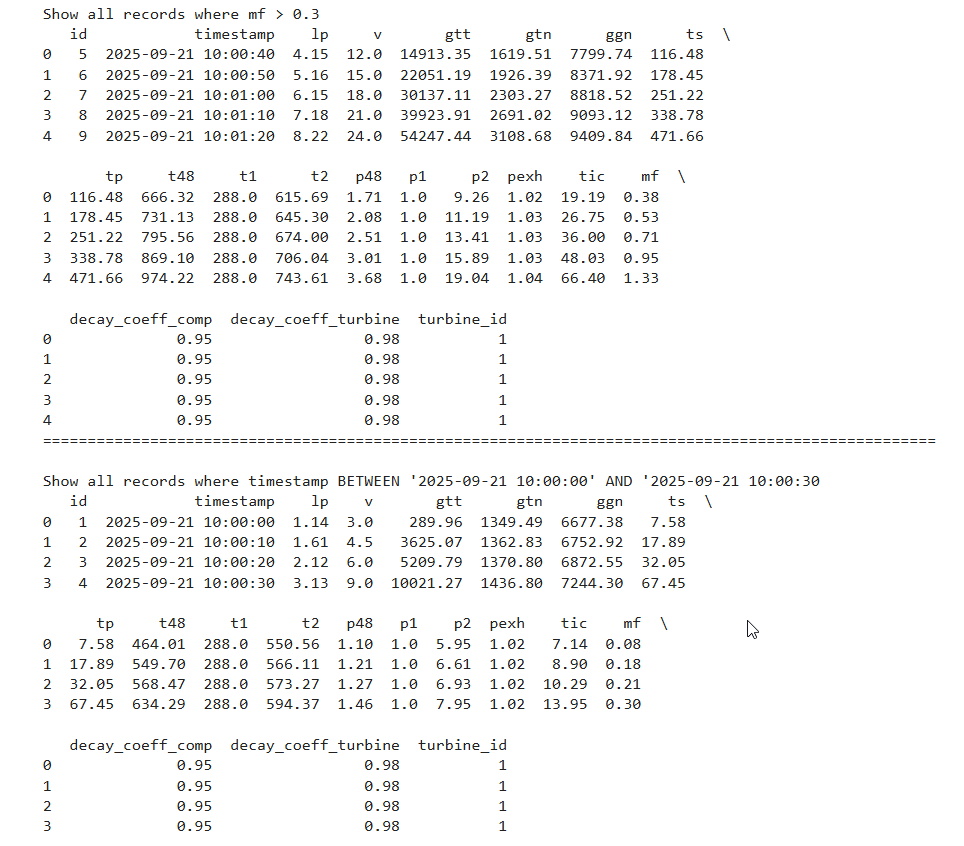 Show all records where mf > 0.3
id timestamp lp v gtt gtn ggn ts \
0 5 2025-09-21 10:00:40 4.15 12.0 14913.35 1619.51 7799.74 116.48
1 6 2025-09-21 10:00:50 5.16 15.0 22051.19 1926.39 8371.92 178.45
2 7 2025-09-21 10:01:00 6.15 18.0 30137.11 2303.27 8818.52 251.22
3 8 2025-09-21 10:01:10 7.18 21.0 39923.91 2691.02 9093.12 338.78
4 9 2025-09-21 10:01:20 8.22 24.0 54247.44 3108.68 9409.84 471.66
tp t48 t1 t2 p48 p1 p2 pexh tic mf \
0 116.48 666.32 288.0 615.69 1.71 1.0 9.26 1.02 19.19 0.38
1 178.45 731.13 288.0 645.30 2.08 1.0 11.19 1.03 26.75 0.53
2 251.22 795.56 288.0 674.00 2.51 1.0 13.41 1.03 36.00 0.71
3 338.78 869.10 288.0 706.04 3.01 1.0 15.89 1.03 48.03 0.95
4 471.66 974.22 288.0 743.61 3.68 1.0 19.04 1.04 66.40 1.33
decay_coeff_comp decay_coeff_turbine turbine_id
0 0.95 0.98 1
1 0.95 0.98 1
2 0.95 0.98 1
3 0.95 0.98 1
4 0.95 0.98 1
====================================================================================================
Show all records where timestamp BETWEEN '2025-09-21 10:00:00' AND '2025-09-21 10:00:30
id timestamp lp v gtt gtn ggn ts \
0 1 2025-09-21 10:00:00 1.14 3.0 289.96 1349.49 6677.38 7.58
1 2 2025-09-21 10:00:10 1.61 4.5 3625.07 1362.83 6752.92 17.89
2 3 2025-09-21 10:00:20 2.12 6.0 5209.79 1370.80 6872.55 32.05
3 4 2025-09-21 10:00:30 3.13 9.0 10021.27 1436.80 7244.30 67.45
tp t48 t1 t2 p48 p1 p2 pexh tic mf \
0 7.58 464.01 288.0 550.56 1.10 1.0 5.95 1.02 7.14 0.08
1 17.89 549.70 288.0 566.11 1.21 1.0 6.61 1.02 8.90 0.18
2 32.05 568.47 288.0 573.27 1.27 1.0 6.93 1.02 10.29 0.21
3 67.45 634.29 288.0 594.37 1.46 1.0 7.95 1.02 13.95 0.30
decay_coeff_comp decay_coeff_turbine turbine_id
0 0.95 0.98 1
1 0.95 0.98 1
2 0.95 0.98 1
3 0.95 0.98 1